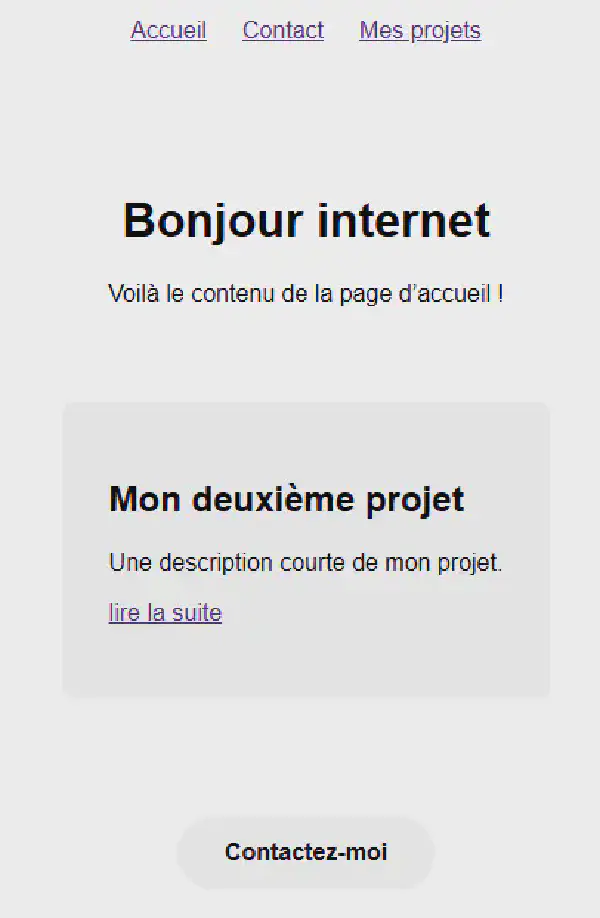 Accueil Contact Mes projets
Bonjour internet
Voilà le contenu de la page d’accueil !
Mon deuxième projet
Une description courte de mon projet.
lire la suite
Contactez-moi